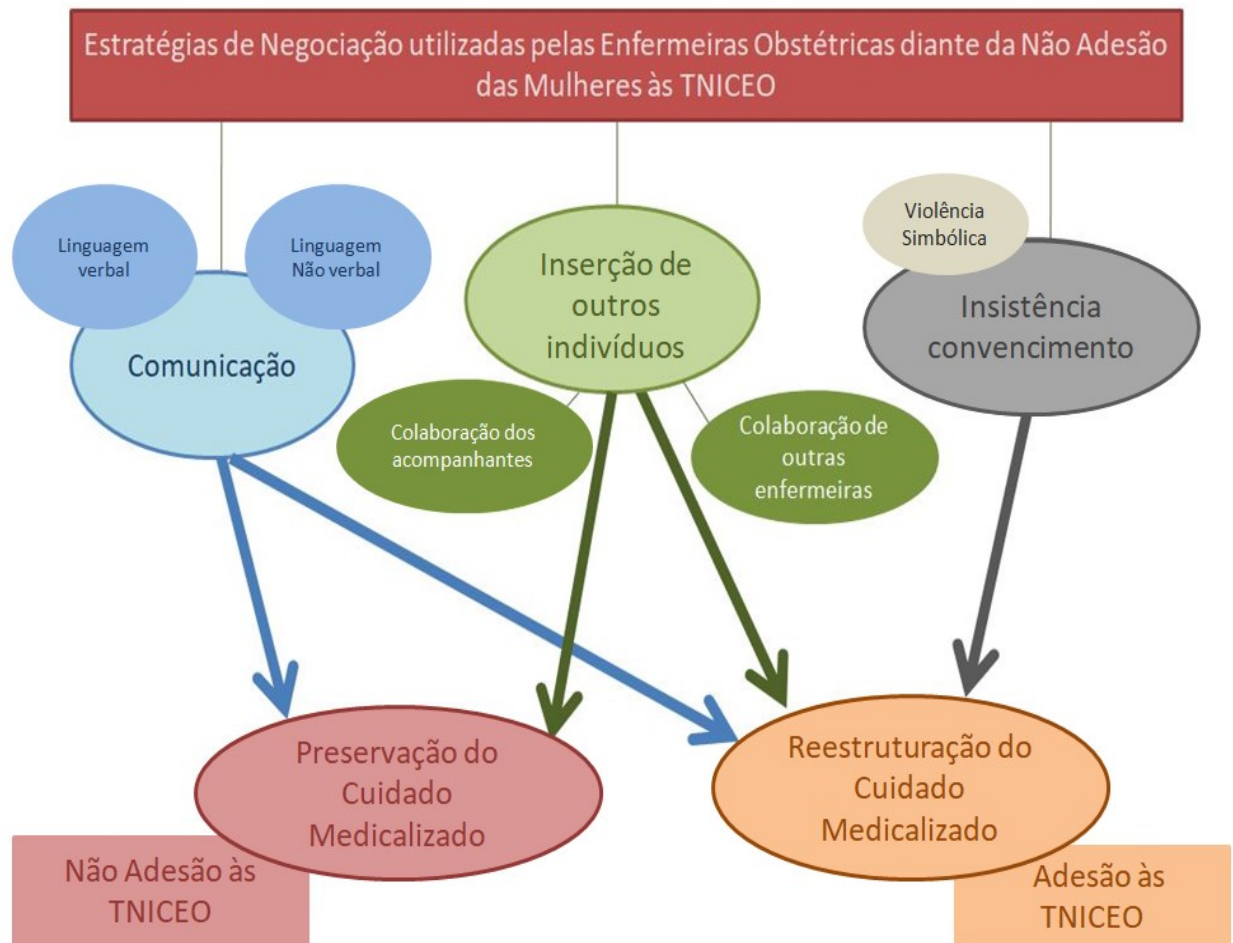 Estratégias de Negociação utilizadas pelas Enfermeiras Obstétricas diante da Não Adesão
das Mulheres às TNICEO
Linguagem
verbal
Linguagem
Não verbal
Comunicação
Inserção de
outros
indivíduos
Violência
Simbólica
Insistência
convencimento
Colaboração dos
acompanhantes
Colaboração de
outras
enfermeiras
Preservação do
Cuidado
Medicalizado
Reestruturação do
Cuidado
Medicalizado
Não Adesão às
TNICEO
Adesão às
TNICEO